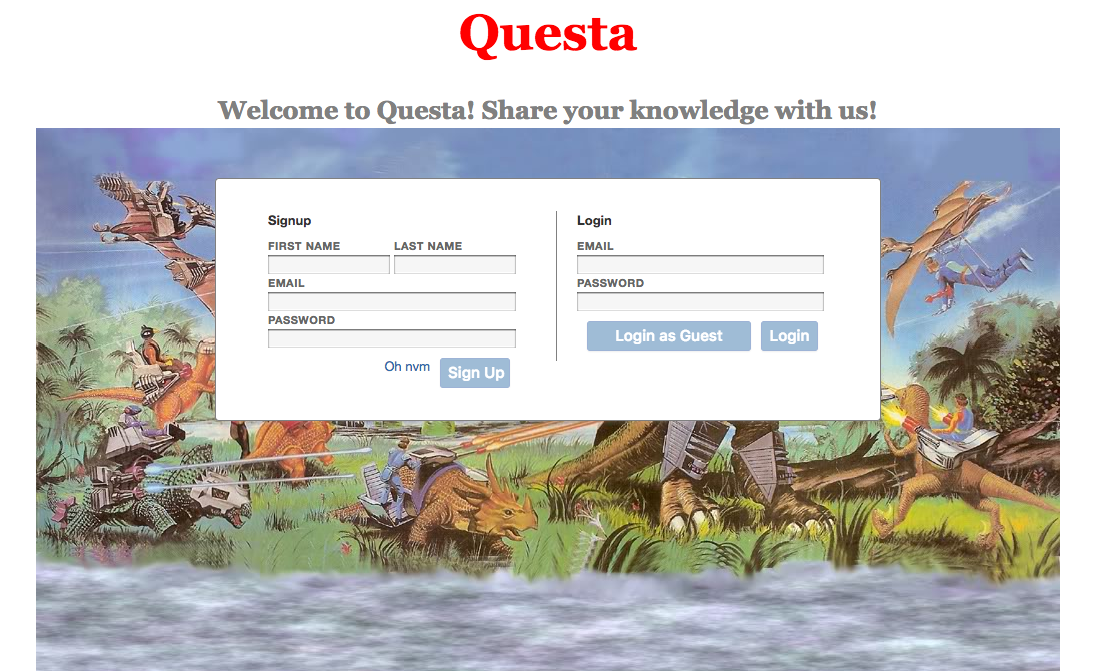 Questa
Welcome to Questa! Share your knowledge with us!
Signup
FIRST NAME LAST NAME
EMAIL
PASSWORD
Oh nvm Sign Up
Login
EMAIL
PASSWORD
Login as Guest Login